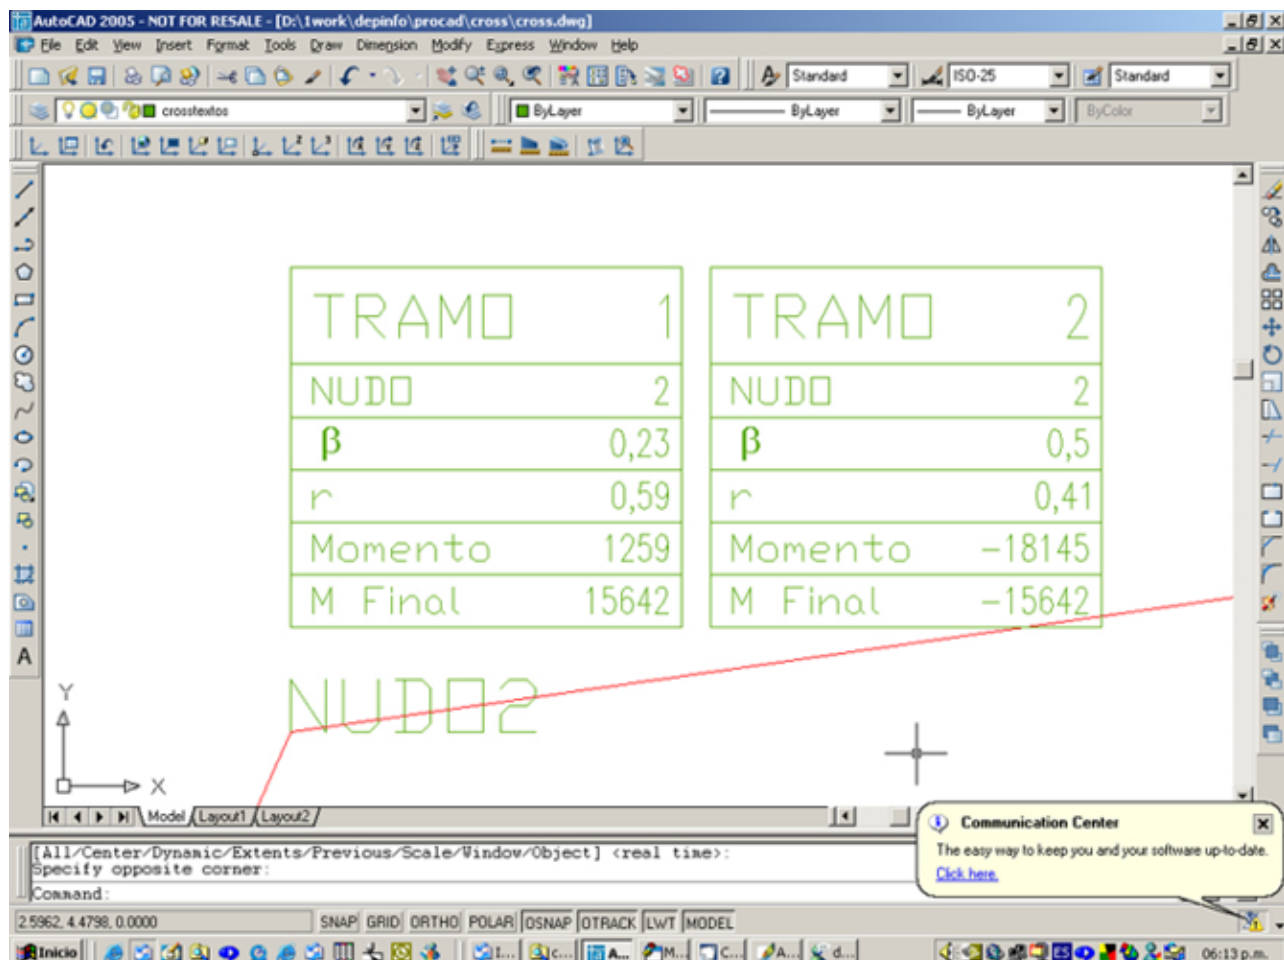 AutoCAD 2005 - NOT FOR RESALE - [D:\1work\depinfo\procad\cross\cross.dwg]
File Edit View Insert Format Tools Draw Dimension Modify Express Window Help
Standard ISO-25 Standard
crosstextos ByLayer ByLayer ByLayer ByColor
TRAMO 1 TRAMO 2
NUDO 2 NUDO 2
β 0,23 β 0,5
r 0,59 r 0,41
Momento 1259 Momento -18145
M Final 15642 M Final -15642
NUDO2
Y
X
A
Model Layout1 Layout2
Communication Center
The easy way to keep you and your software up-to-date.
Click here.
[All/Center/Dynamic/Extents/Previous/Scale/Window/Object] <real time>:
Specify opposite corner:
Command:
2.5962, 4.4798, 0.0000 SNAP GRID ORTHO POLAR OSNAP OTRACK LWT MODEL
Inicio I... C... A... M... C... A... d... ES 06:13 p.m.